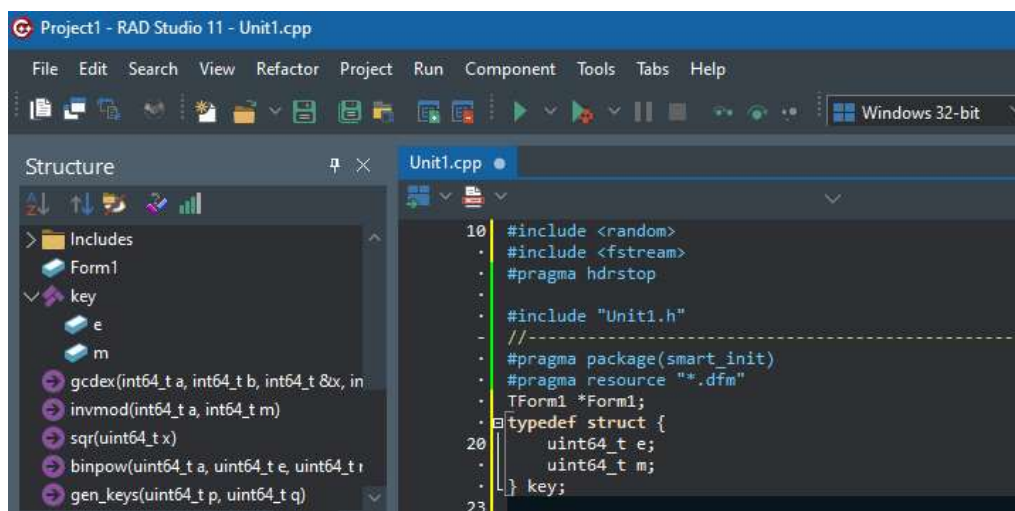 Project1 - RAD Studio 11 - Unit1.cpp
File Edit Search View Refactor Project Run Component Tools Tabs Help
Windows 32-bit
Structure
Unit1.cpp
Includes
Form1
key
e
m
gcdex(int64_t a, int64_t b, int64_t &x, in
invmod(int64_t a, int64_t m)
sqr(uint64_t x)
binpow(uint64_t a, uint64_t e, uint64_t
gen_keys(uint64_t p, uint64_t q)
10 #include <random>
#include <fstream>
#pragma hdrstop
#include "Unit1.h"
//--------------------------------------------------
#pragma package(smart_init)
#pragma resource "*.dfm"
TForm1 *Form1;
typedef struct {
20 uint64_t e;
uint64_t m;
} key;
23